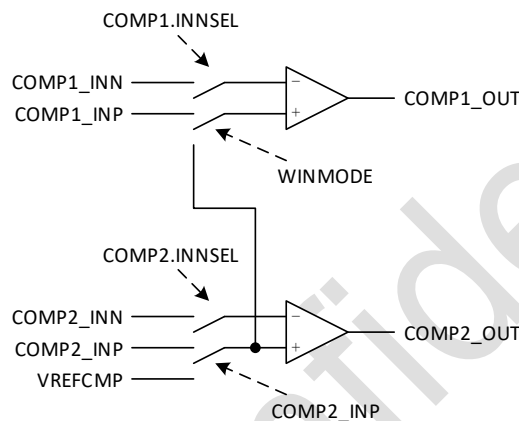 COMP1.INNSEL
COMP1_INN
COMP1_INP
COMP1_OUT
WINMODE
COMP2.INNSEL
COMP2_INN
COMP2_INP
COMP2_OUT
VREFCMP
COMP2_INP